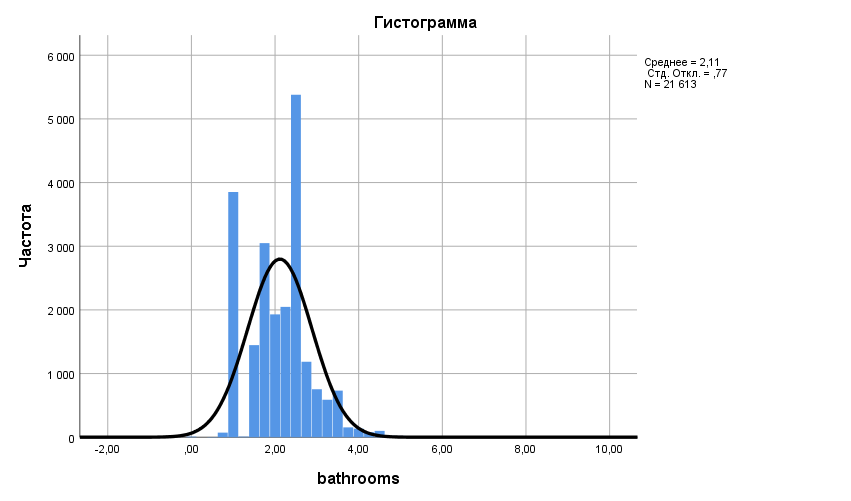 Гистограмма
Среднее = 2,11
Стд. Откл. = ,77
N = 21 613
6 000
5 000
4 000
3 000
2 000
1 000
0
Частота
-2,00 ,00 2,00 4,00 6,00 8,00 10,00
bathrooms